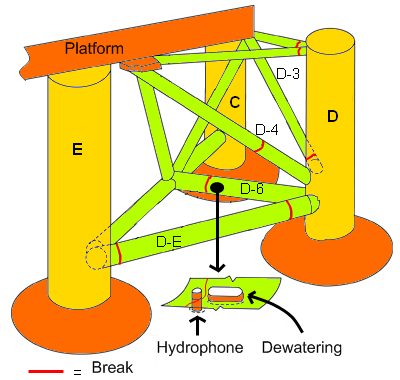 Platform
D-3
C
D-4
D
E
D-6
D-E
Hydrophone
Dewatering
= Break